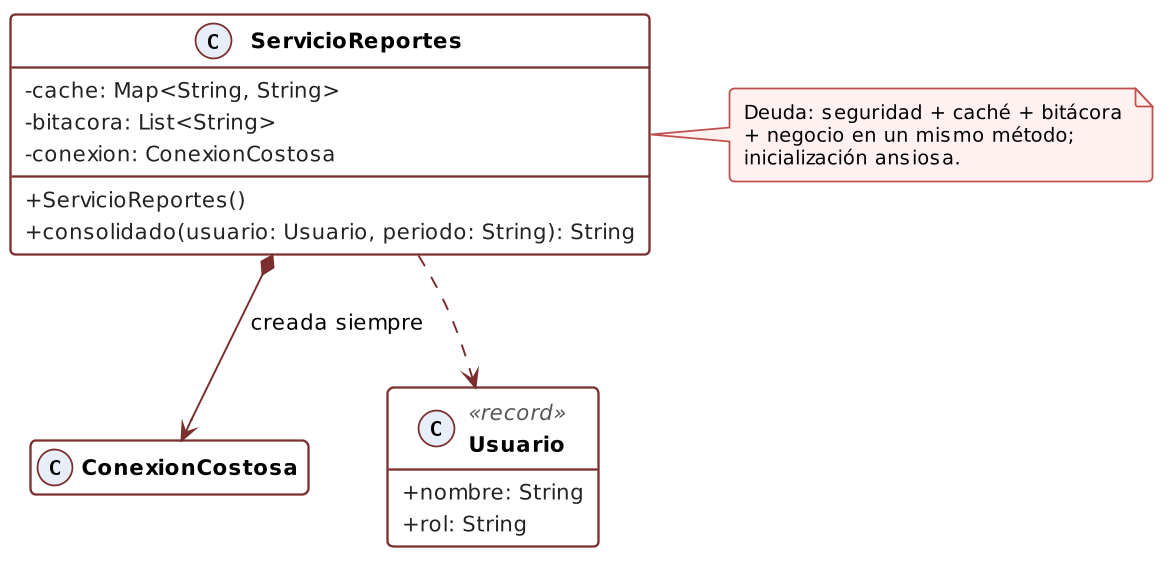 C ServicioReportes
-cache: Map<String, String>
-bitacora: List<String>
-conexion: ConexionCostosa
+ServicioReportes()
+consolidado(usuario: Usuario, periodo: String): String
Deuda: seguridad + caché + bitácora
+ negocio en un mismo método;
inicialización ansiosa.
creada siempre
C ConexionCostosa
«record»
C Usuario
+nombre: String
+rol: String